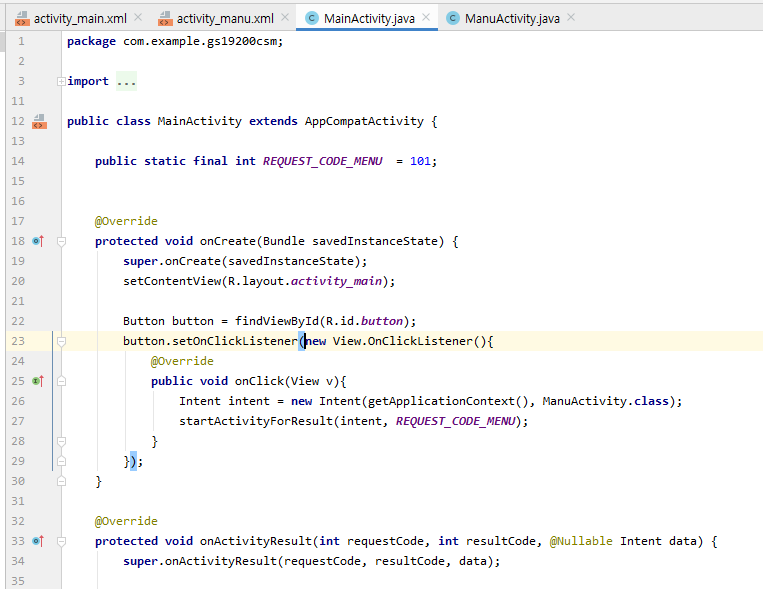 activity_main.xml activity_manu.xml MainActivity.java ManuActivity.java
1 package com.example.gs19200csm;
2
3 import ...
11
12 public class MainActivity extends AppCompatActivity {
13
14 public static final int REQUEST_CODE_MENU = 101;
15
16
17 @Override
18 protected void onCreate(Bundle savedInstanceState) {
19 super.onCreate(savedInstanceState);
20 setContentView(R.layout.activity_main);
21
22 Button button = findViewById(R.id.button);
23 button.setOnClickListener(new View.OnClickListener(){
24 @Override
25 public void onClick(View v){
26 Intent intent = new Intent(getApplicationContext(), ManuActivity.class);
27 startActivityForResult(intent, REQUEST_CODE_MENU);
28 }
29 });
30 }
31
32 @Override
33 protected void onActivityResult(int requestCode, int resultCode, @Nullable Intent data) {
34 super.onActivityResult(requestCode, resultCode, data);
35